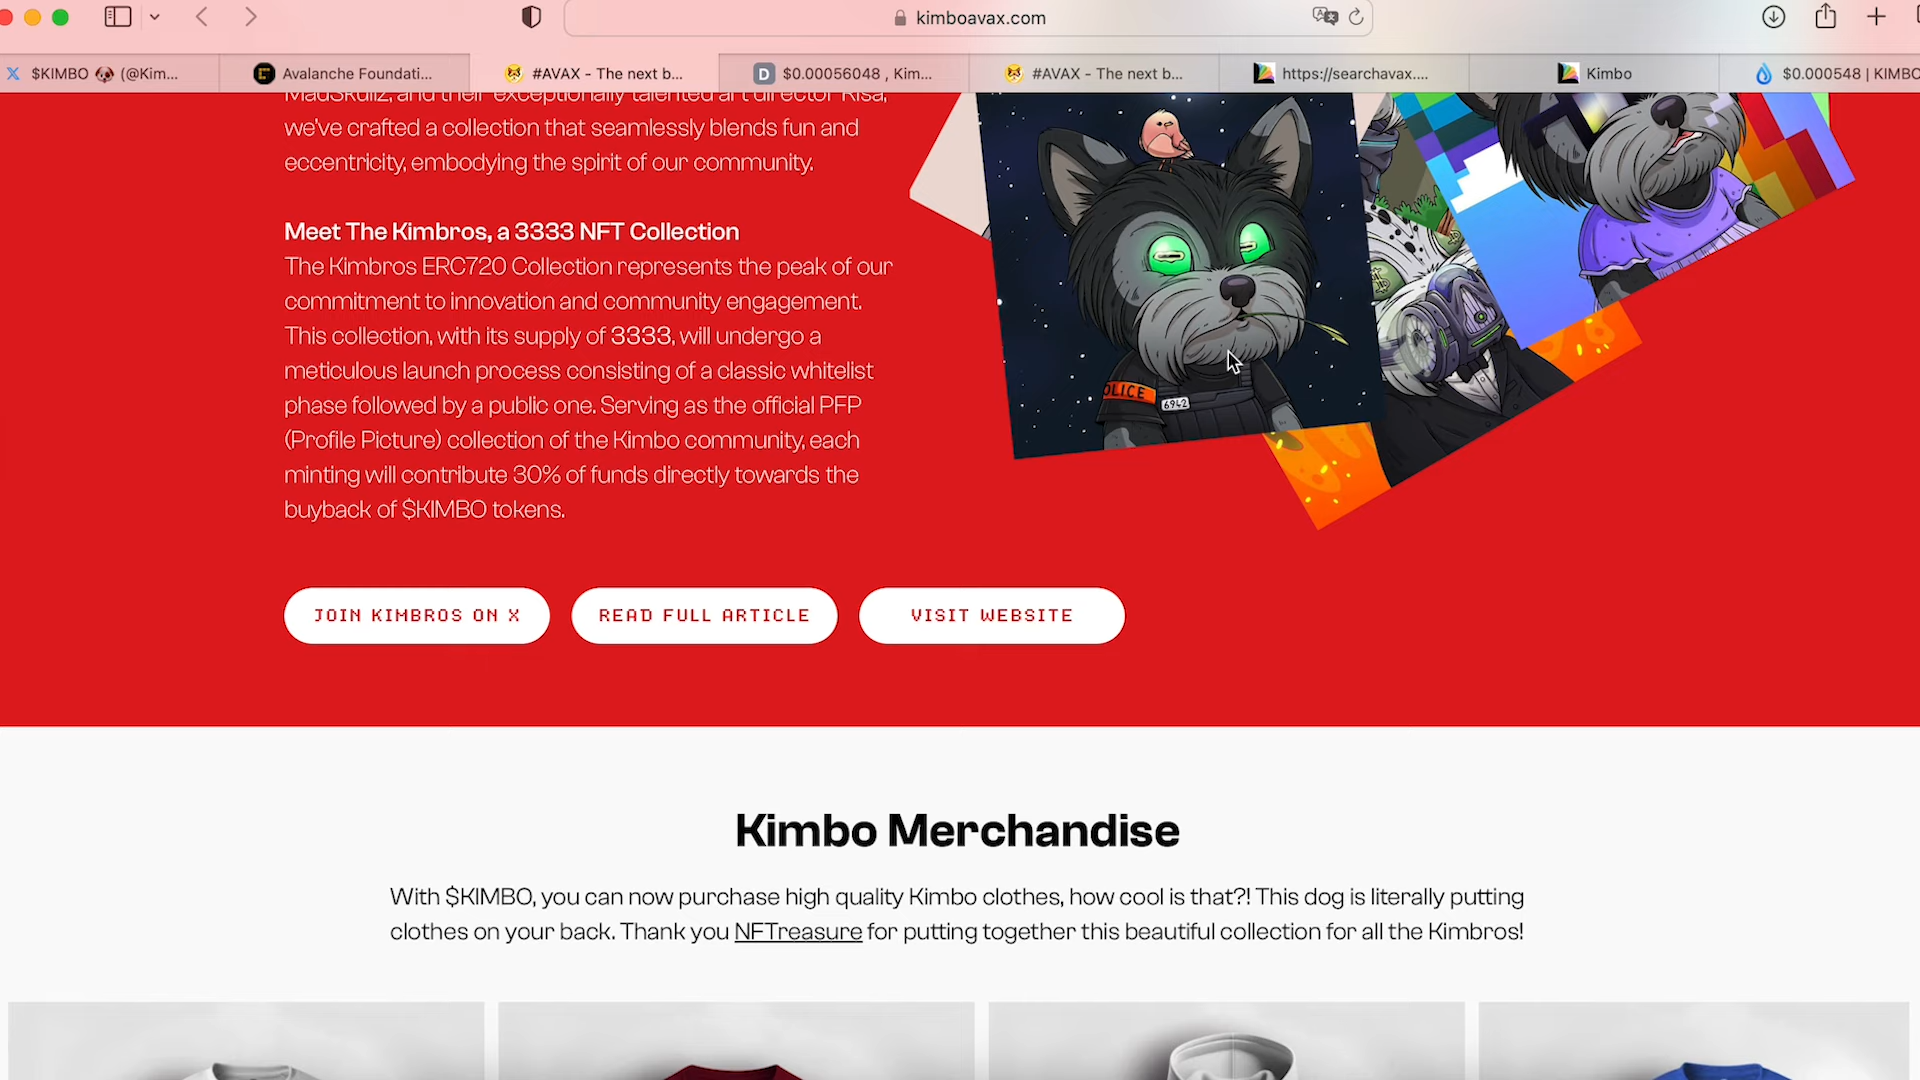 kimboavax.com
$KIMBO 🐶 (@Kim...
Avalanche Foundati...
#AVAX - The next b...
D $0.00056048 , Kim...
#AVAX - The next b...
https://searchavax....
Kimbo
$0.000548 | KIMBO
MadSkullz, and their exceptionally talented art director Risa,
we've crafted a collection that seamlessly blends fun and
eccentricity, embodying the spirit of our community.
Meet The Kimbros, a 3333 NFT Collection
The Kimbros ERC720 Collection represents the peak of our
commitment to innovation and community engagement.
This collection, with its supply of 3333, will undergo a
meticulous launch process consisting of a classic whitelist
phase followed by a public one. Serving as the official PFP
(Profile Picture) collection of the Kimbo community, each
minting will contribute 30% of funds directly towards the
buyback of $KIMBO tokens.
OLICE
6942
JOIN KIMBROS ON X
READ FULL ARTICLE
VISIT WEBSITE
Kimbo Merchandise
With $KIMBO, you can now purchase high quality Kimbo clothes, how cool is that?! This dog is literally putting
clothes on your back. Thank you NFTreasure for putting together this beautiful collection for all the Kimbros!